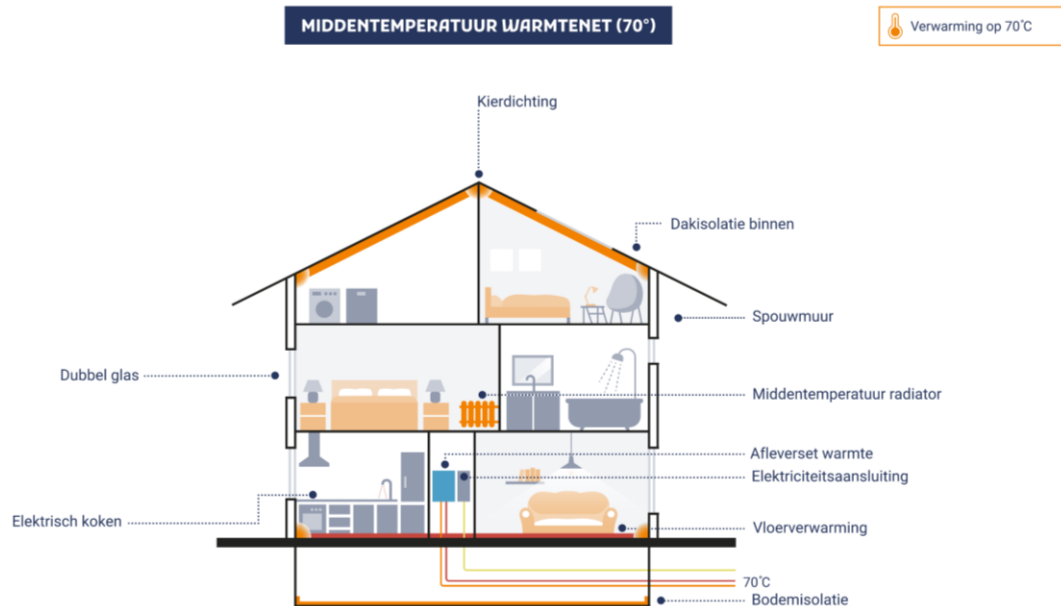 MIDDENTEMPERATUUR WARMTENET (70°)
Verwarming op 70°C
Kierdichting
Dakisolatie binnen
Spouwmuur
Dubbel glas
Middentemperatuur radiator
Afleverset warmte
Elektriciteitsaansluiting
Elektrisch koken
Vloerverwarming
70°C
Bodemisolatie